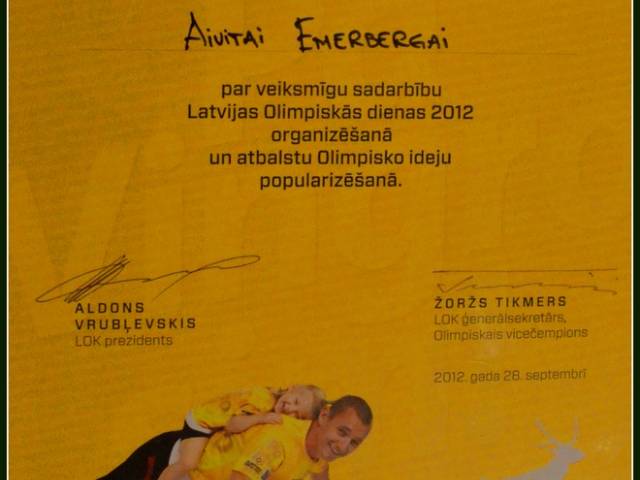 AIVITAI EMERBERGAI
par veiksmīgu sadarbību
Latvijas Olimpiskās dienas 2012
organizēšanā
un atbalstu Olimpisko ideju
popularizēšanā.
ALDONS
VRUBĻEVSKIS
LOK prezidents
ŽORŽS TIKMERS
LOK ģenerālsekretārs,
Olimpiskais vicečempions
2012. gada 28. septembrī